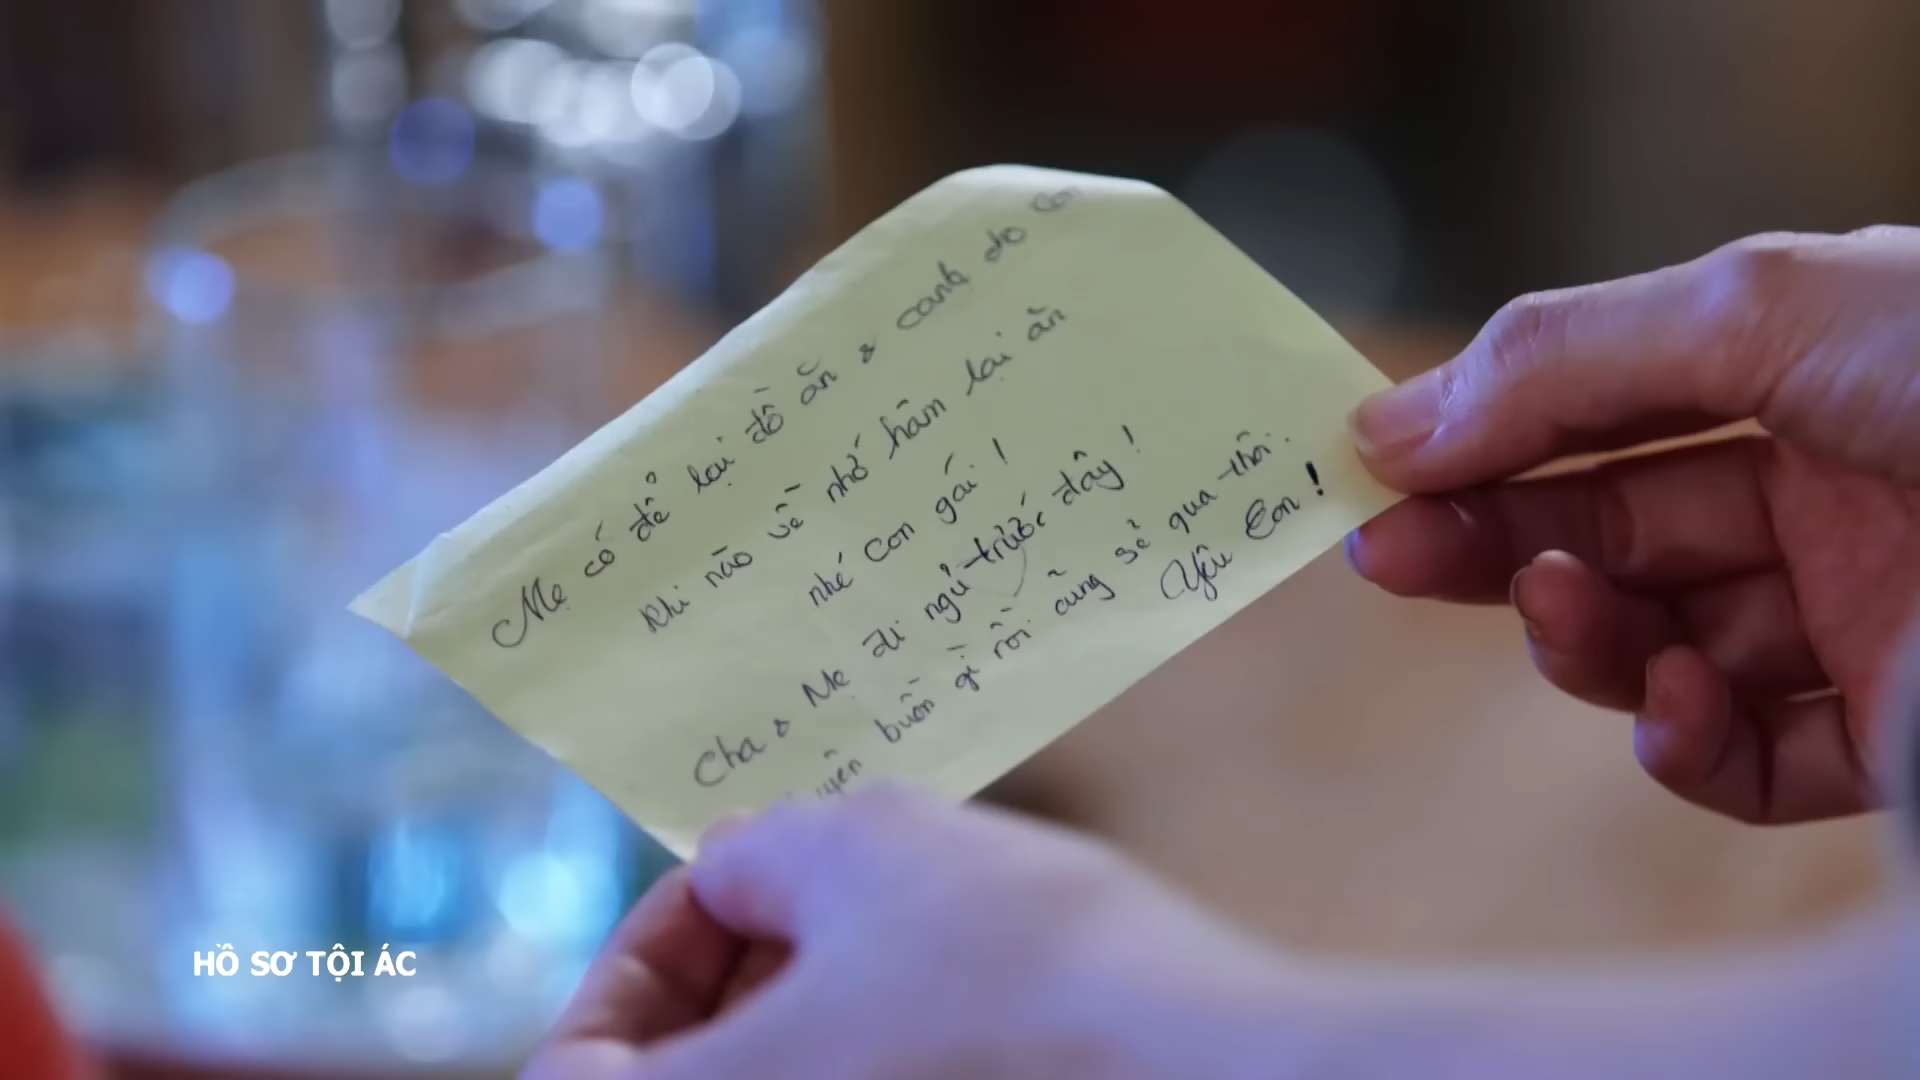 Mẹ có để lại đồ ăn & canh đó con
Khi nào về nhớ hâm lại ăn
nhé con gái!
Cha & Mẹ đi ngủ trước đây!
buồn gì rồi cũng sẽ qua thôi.
Yêu Con!
HỒ SƠ TỘI ÁC